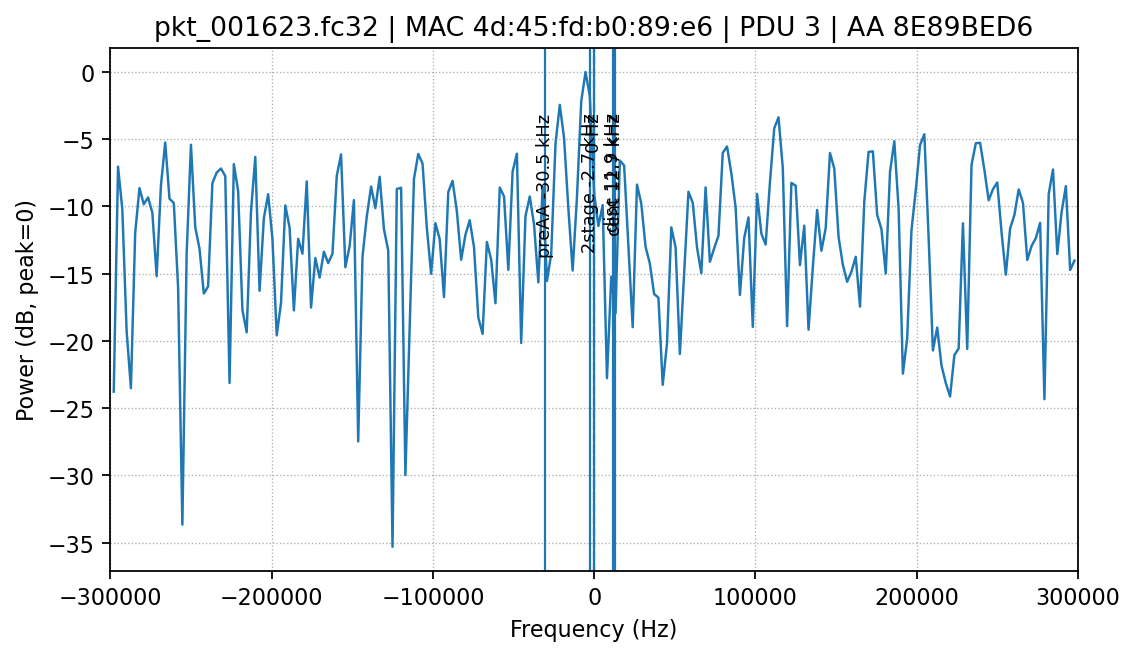 pkt_001623.fc32 | MAC 4d:45:fd:b0:89:e6 | PDU 3 | AA 8E89BED6
Power (dB, peak=0)
0
−5
−10
−15
−20
−25
−30
−35
preAA -30.5 kHz
2stage -2.7 kHz
0
12.9 kHz
−300000
−200000
−100000
0
100000
200000
300000
Frequency (Hz)